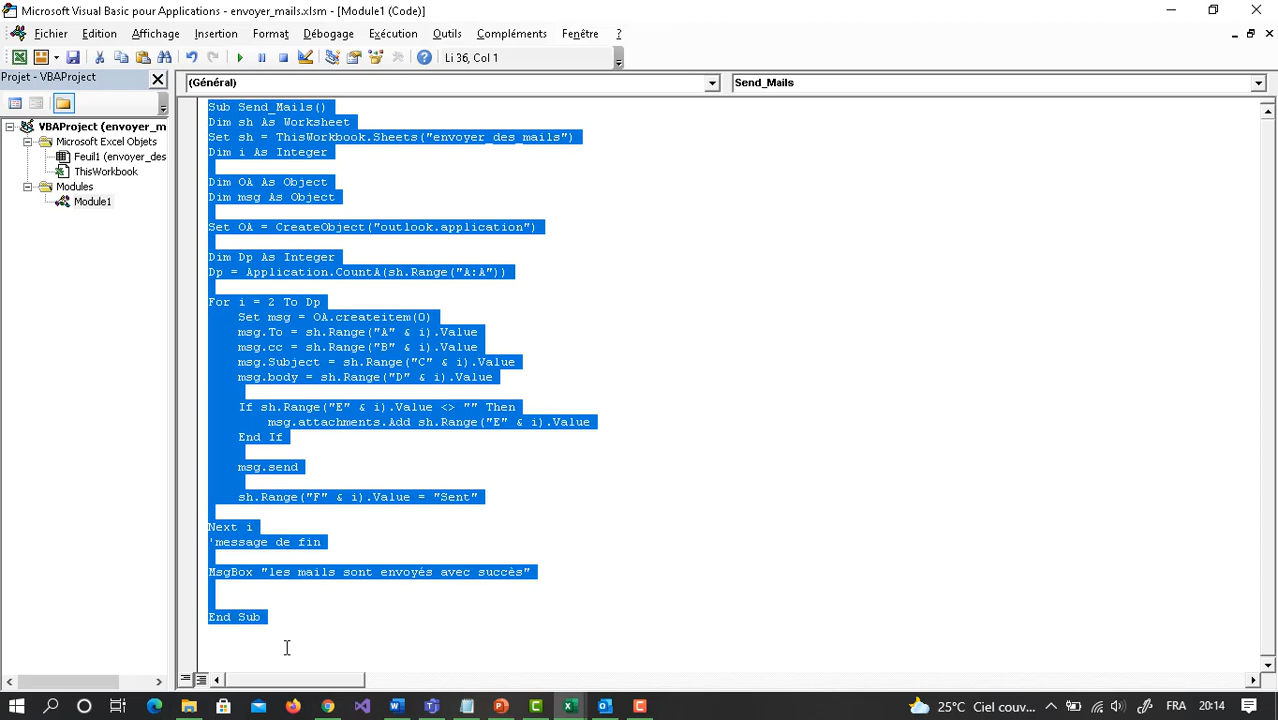 Microsoft Visual Basic pour Applications - envoyer_mails.xlsm - [Module1 (Code)]
Fichier Edition Affichage Insertion Format Débogage Exécution Outils Compléments Fenêtre ?
Li 36, Col 1
Projet - VBAProject
(Général) Send_Mails
VBAProject (envoyer_m
Microsoft Excel Objets
Feuil1 (envoyer_des
ThisWorkbook
Modules
Module1
Sub Send_Mails()
Dim sh As Worksheet
Set sh = ThisWorkbook.Sheets("envoyer_des_mails")
Dim i As Integer
Dim OA As Object
Dim msg As Object
Set OA = CreateObject("outlook.application")
Dim Dp As Integer
Dp = Application.CountA(sh.Range("A:A"))
For i = 2 To Dp
Set msg = OA.createitem(0)
msg.To = sh.Range("A" & i).Value
msg.cc = sh.Range("B" & i).Value
msg.Subject = sh.Range("C" & i).Value
msg.body = sh.Range("D" & i).Value
If sh.Range("E" & i).Value <> "" Then
msg.attachments.Add sh.Range("E" & i).Value
End If
msg.send
sh.Range("F" & i).Value = "Sent"
Next i
'message de fin
MsgBox "les mails sont envoyés avec succès"
End Sub
25°C Ciel couv... FRA 20:14